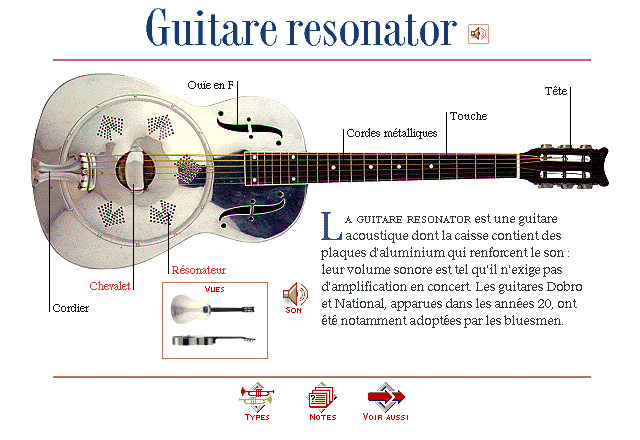 Guitare resonator
Ouïe en F
Tête
Touche
Cordes métalliques
LA GUITARE RESONATOR est une guitare
acoustique dont la caisse contient des
plaques d'aluminium qui renforcent le son :
leur volume sonore est tel qu'il n'exige pas
d'amplification en concert. Les guitares Dobro
et National, apparues dans les années 20, ont
été notamment adoptées par les bluesmen.
Résonateur
Chevalet
Cordier
VUES
SON
TYPES
NOTES
VOIR AUSSI